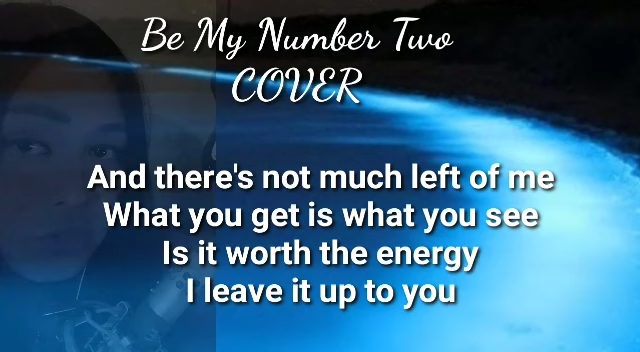 Be My Number Two
COVER
And there's not much left of me
What you get is what you see
Is it worth the energy
I leave it up to you